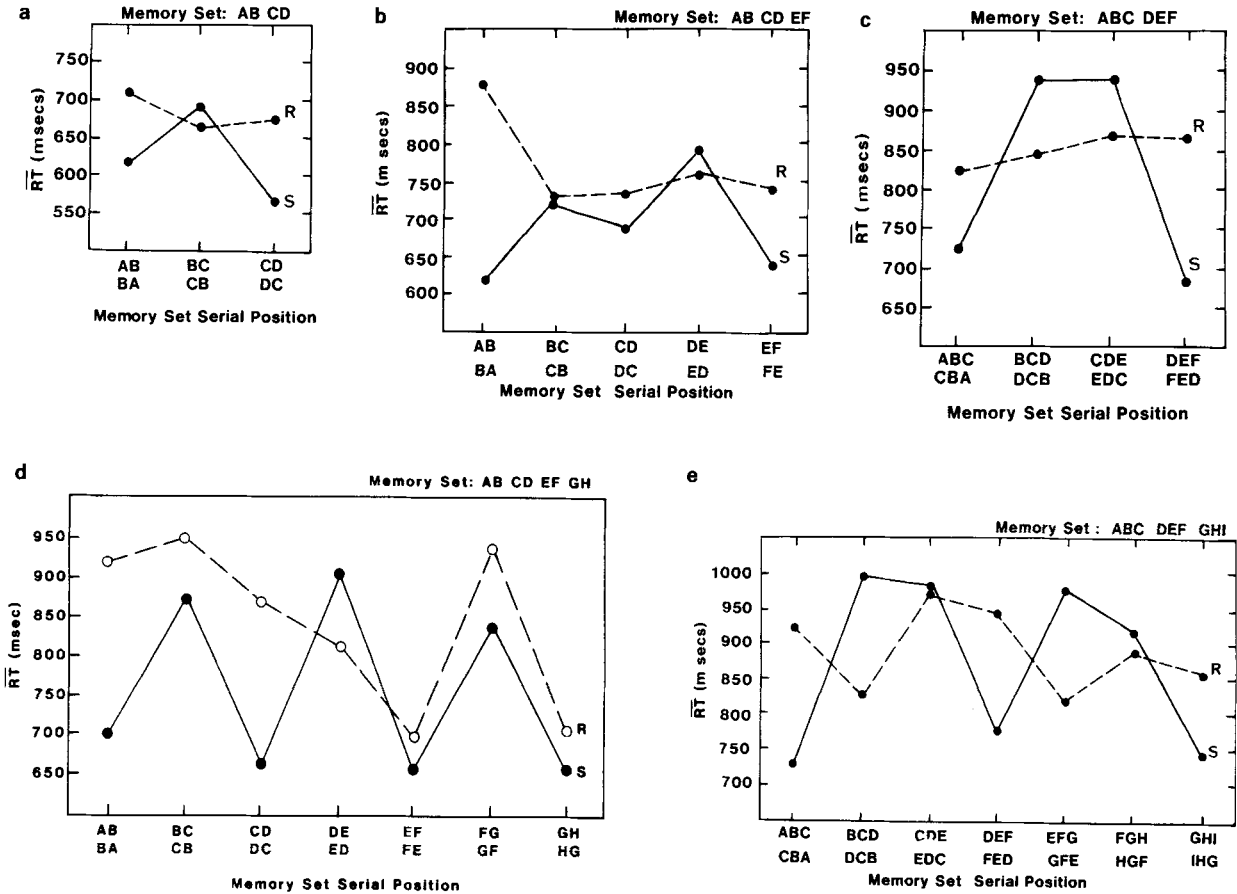 a
Memory Set: AB CD
750
700
650
600
550
RT (msecs)
R
S
AB BC CD
BA CB DC
Memory Set Serial Position
b
Memory Set: AB CD EF
900
850
800
750
700
650
600
RT (m secs)
R
S
AB BC CD DE EF
BA CB DC ED FE
Memory Set Serial Position
c
Memory Set: ABC DEF
950
900
850
800
750
700
650
RT (msecs)
R
S
ABC BCD CDE DEF
CBA DCB EDC FED
Memory Set Serial Position
d
Memory Set: AB CD EF GH
950
900
850
800
750
700
650
RT (msec)
R
S
AB BC CD DE EF FG GH
BA CB DC ED FE GF HG
Memory Set Serial Position
e
Memory Set : ABC DEF GHI
1000
950
900
850
800
750
700
RT (m secs)
R
S
ABC BCD CDE DEF EFG FGH GHI
CBA DCB EDC FED GFE HGF IHG
Memory Set Serial Position